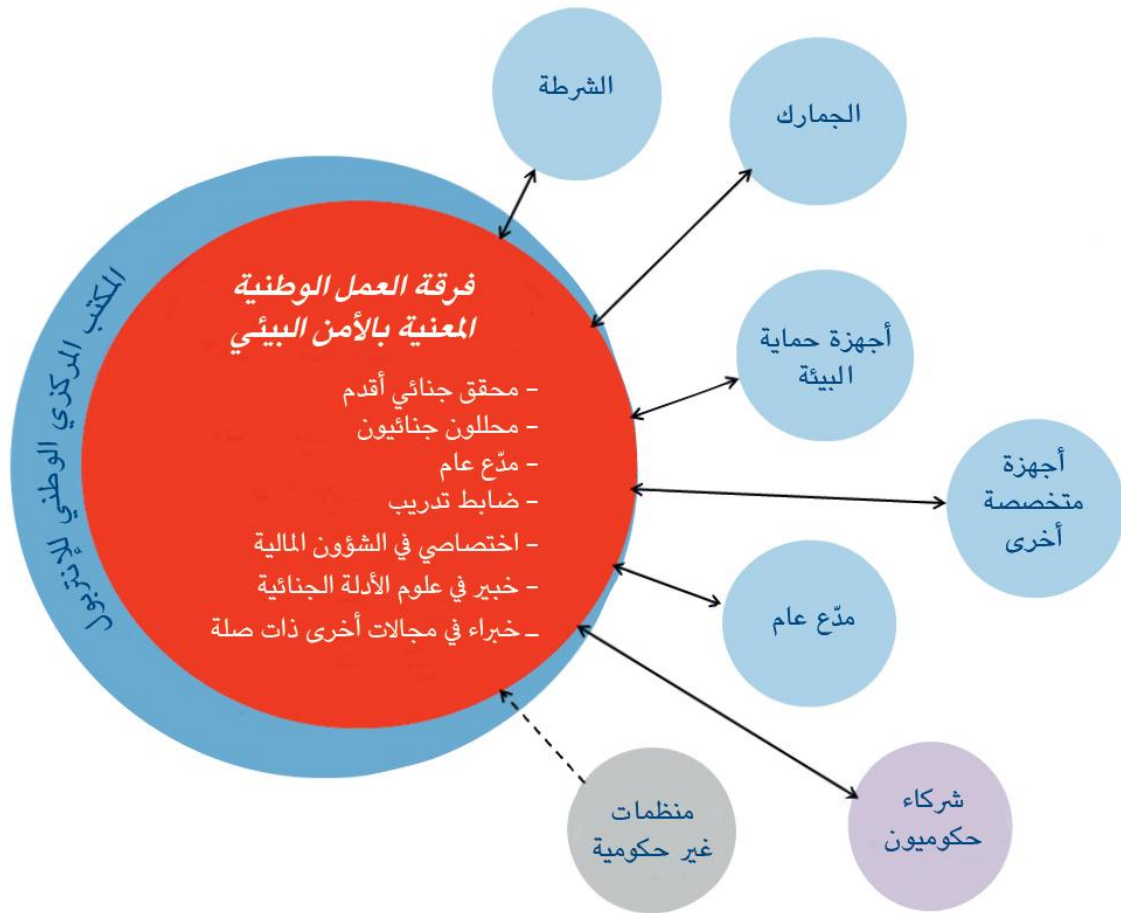 الشرطة
الجمارك
المكتب المركزي الوطني للإنتربول
فرقة العمل الوطنية
المعنية بالأمن البيئي
- محقق جنائي أقدم
- محللون جنائيون
- مدّع عام
- ضابط تدريب
- اختصاصي في الشؤون المالية
- خبير في علوم الأدلة الجنائية
- خبراء في مجالات أخرى ذات صلة
أجهزة حماية
البيئة
أجهزة
متخصصة
أخرى
مدّع عام
شركاء
حكوميون
منظمات
غير حكومية